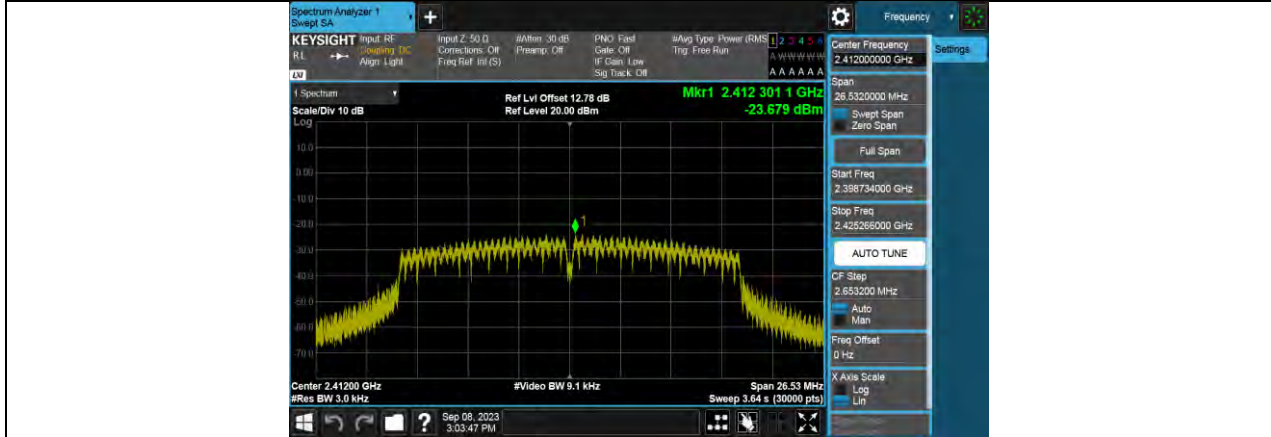 Spectrum Analyzer 1
Swept SA
+
Frequency
KEYSIGHT
RL
LXI
Input: RF
Coupling: DC
Align: Light
Input Z: 50 Ω
Corrections: Off
Freq Ref: Int (S)
#Atten: 30 dB
Preamp: Off
PNO: Fast
Gate: Off
IF Gain: Low
Sig Track: Off
#Avg Type: Power (RMS
Trig: Free Run
1 2 3 4 5 6
A W W W W W
A A A A A A
Center Frequency
2.412000000 GHz
Settings
Span
26.5320000 MHz
Swept Span
Zero Span
Full Span
Start Freq
2.398734000 GHz
Stop Freq
2.425266000 GHz
AUTO TUNE
CF Step
2.653200 MHz
Auto
Man
Freq Offset
0 Hz
X Axis Scale
Log
Lin
1 Spectrum
Scale/Div 10 dB
Log
Ref Lvl Offset 12.78 dB
Ref Level 20.00 dBm
Mkr1 2.412 301 1 GHz
-23.679 dBm
10.0
0.00
-10.0
-20.0
-30.0
-40.0
-50.0
-60.0
-70.0
1
Center 2.41200 GHz
#Res BW 3.0 kHz
#Video BW 9.1 kHz
Span 26.53 MHz
Sweep 3.64 s (30000 pts)
?
Sep 08, 2023
3:03:47 PM